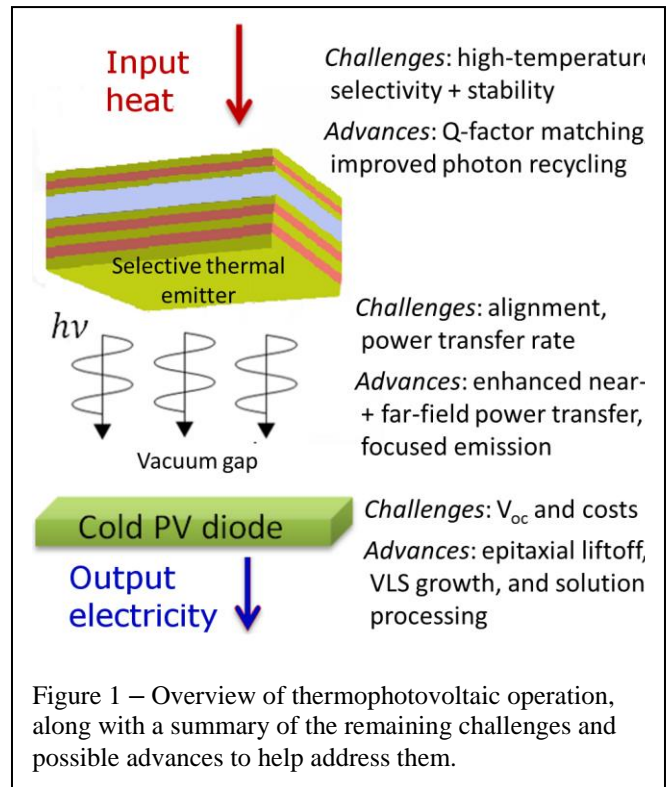 Input
heat
Challenges: high-temperature
selectivity + stability
Advances: Q-factor matching,
improved photon recycling
Selective thermal
emitter
hν
Vacuum gap
Challenges: alignment,
power transfer rate
Advances: enhanced near-
+ far-field power transfer,
focused emission
Cold PV diode
Output
electricity
Challenges: Voc and costs
Advances: epitaxial liftoff,
VLS growth, and solution
processing
Figure 1 – Overview of thermophotovoltaic operation,
along with a summary of the remaining challenges and
possible advances to help address them.